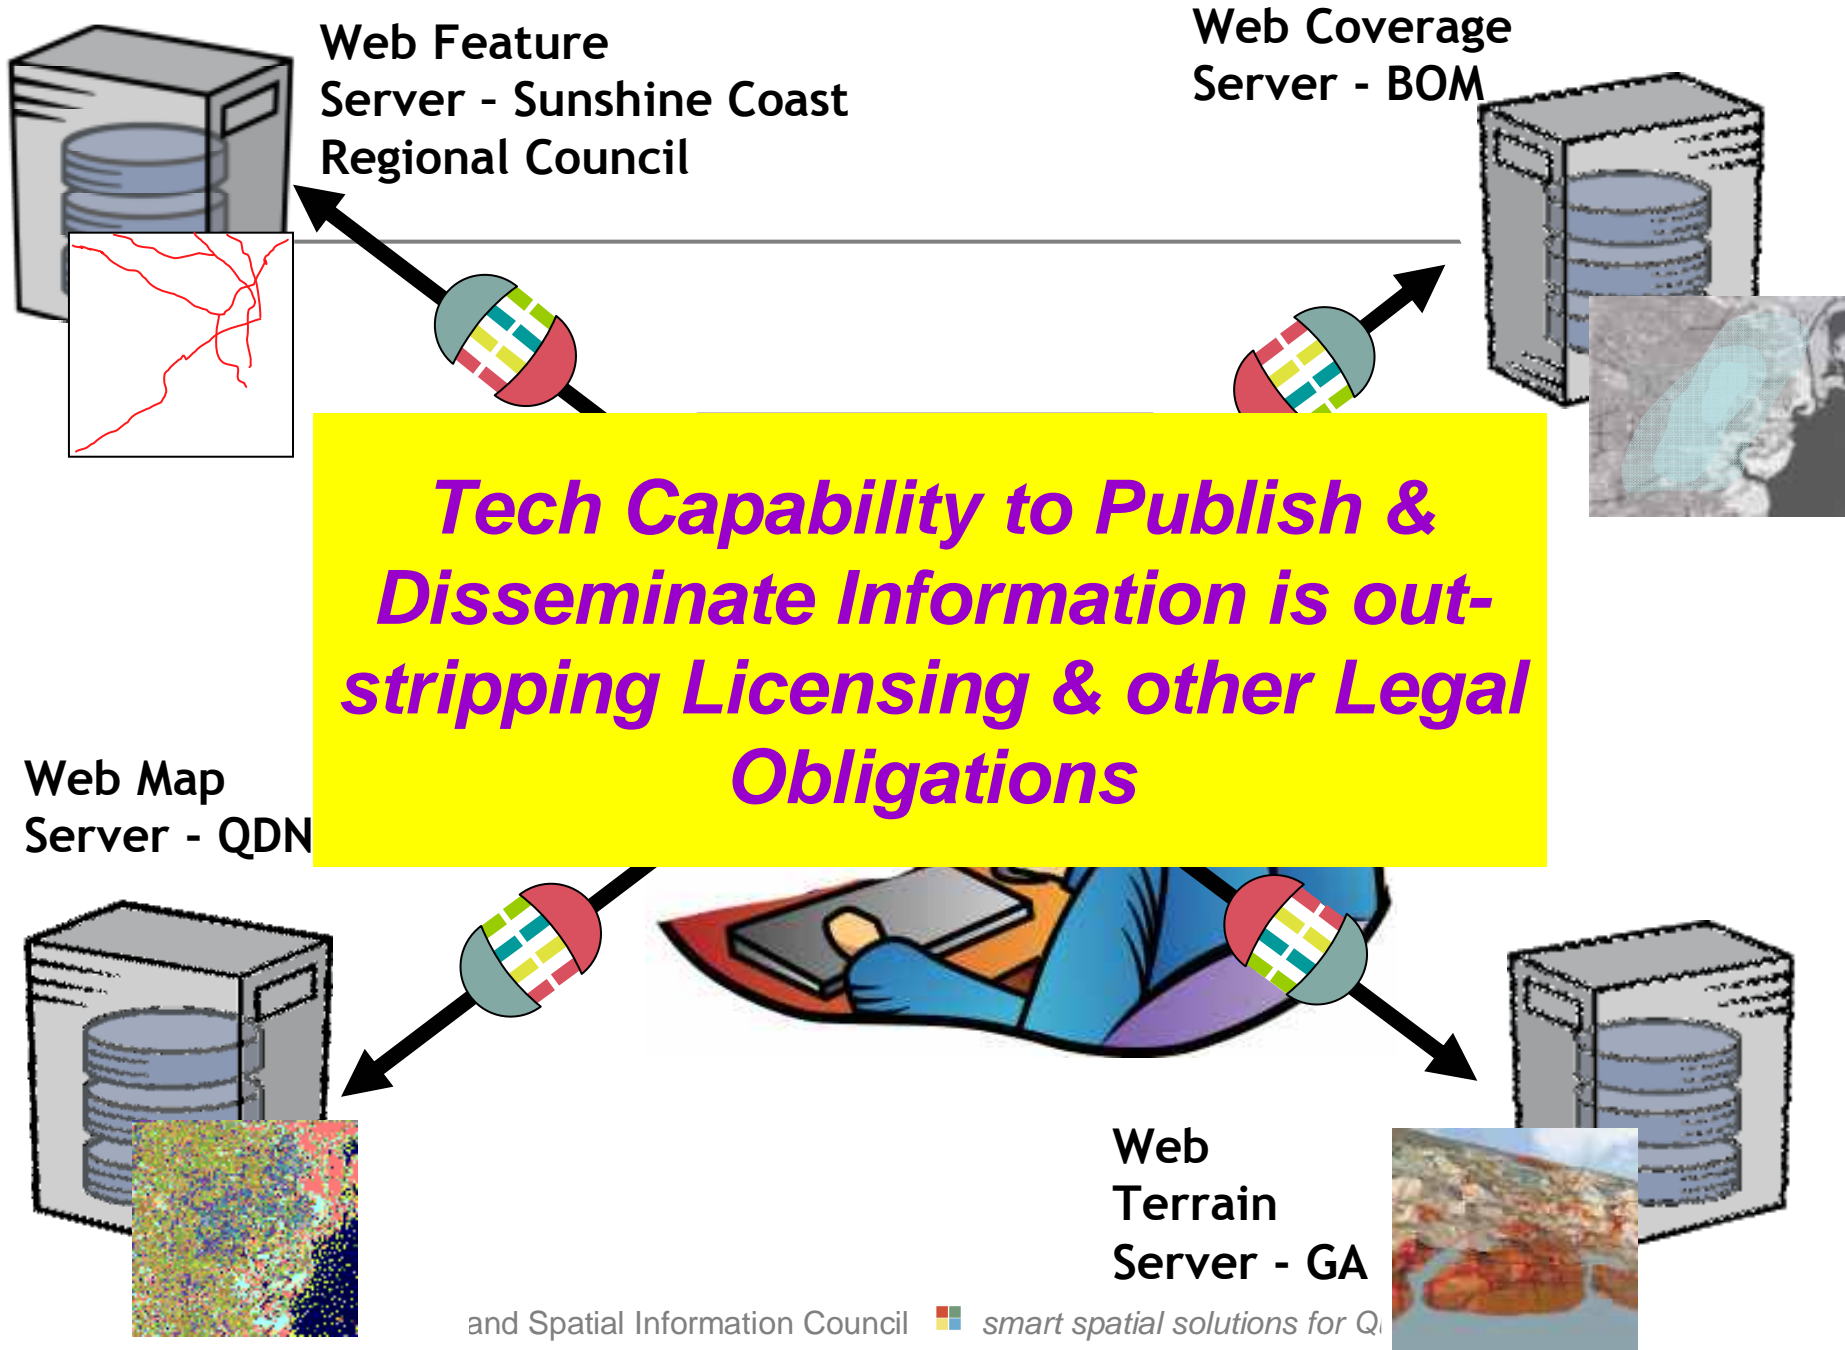 Web Feature
Server – Sunshine Coast
Regional Council
Web Coverage
Server - BOM
Tech Capability to Publish &
Disseminate Information is out-
stripping Licensing & other Legal
Obligations
Web Map
Server - QDN
Web
Terrain
Server - GA
and Spatial Information Council smart spatial solutions for